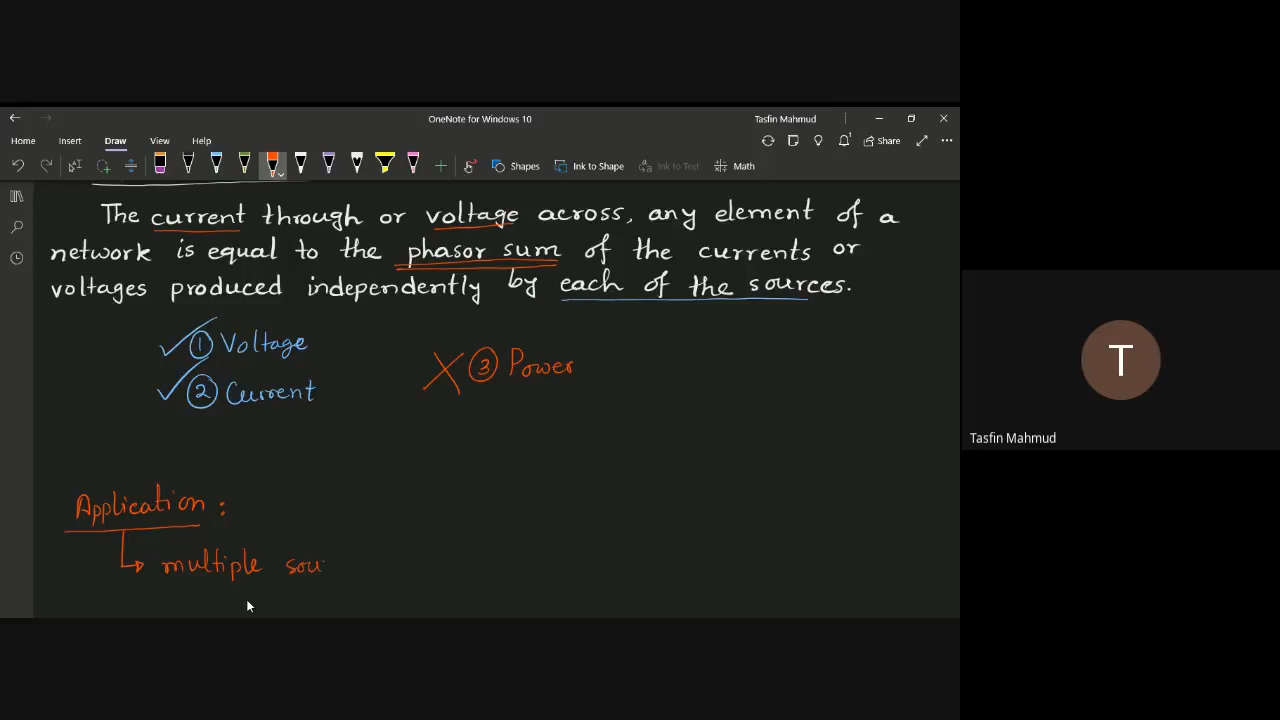 OneNote for Windows 10
Tasfin Mahmud
Home Insert Draw View Help
Share
Shapes Ink to Shape Ink to Text Math
The current through or voltage across, any element of a
network is equal to the phasor sum of the currents or
voltages produced independently by each of the sources.
① Voltage
② Current
③ Power
Application:
multiple sou
T
Tasfin Mahmud